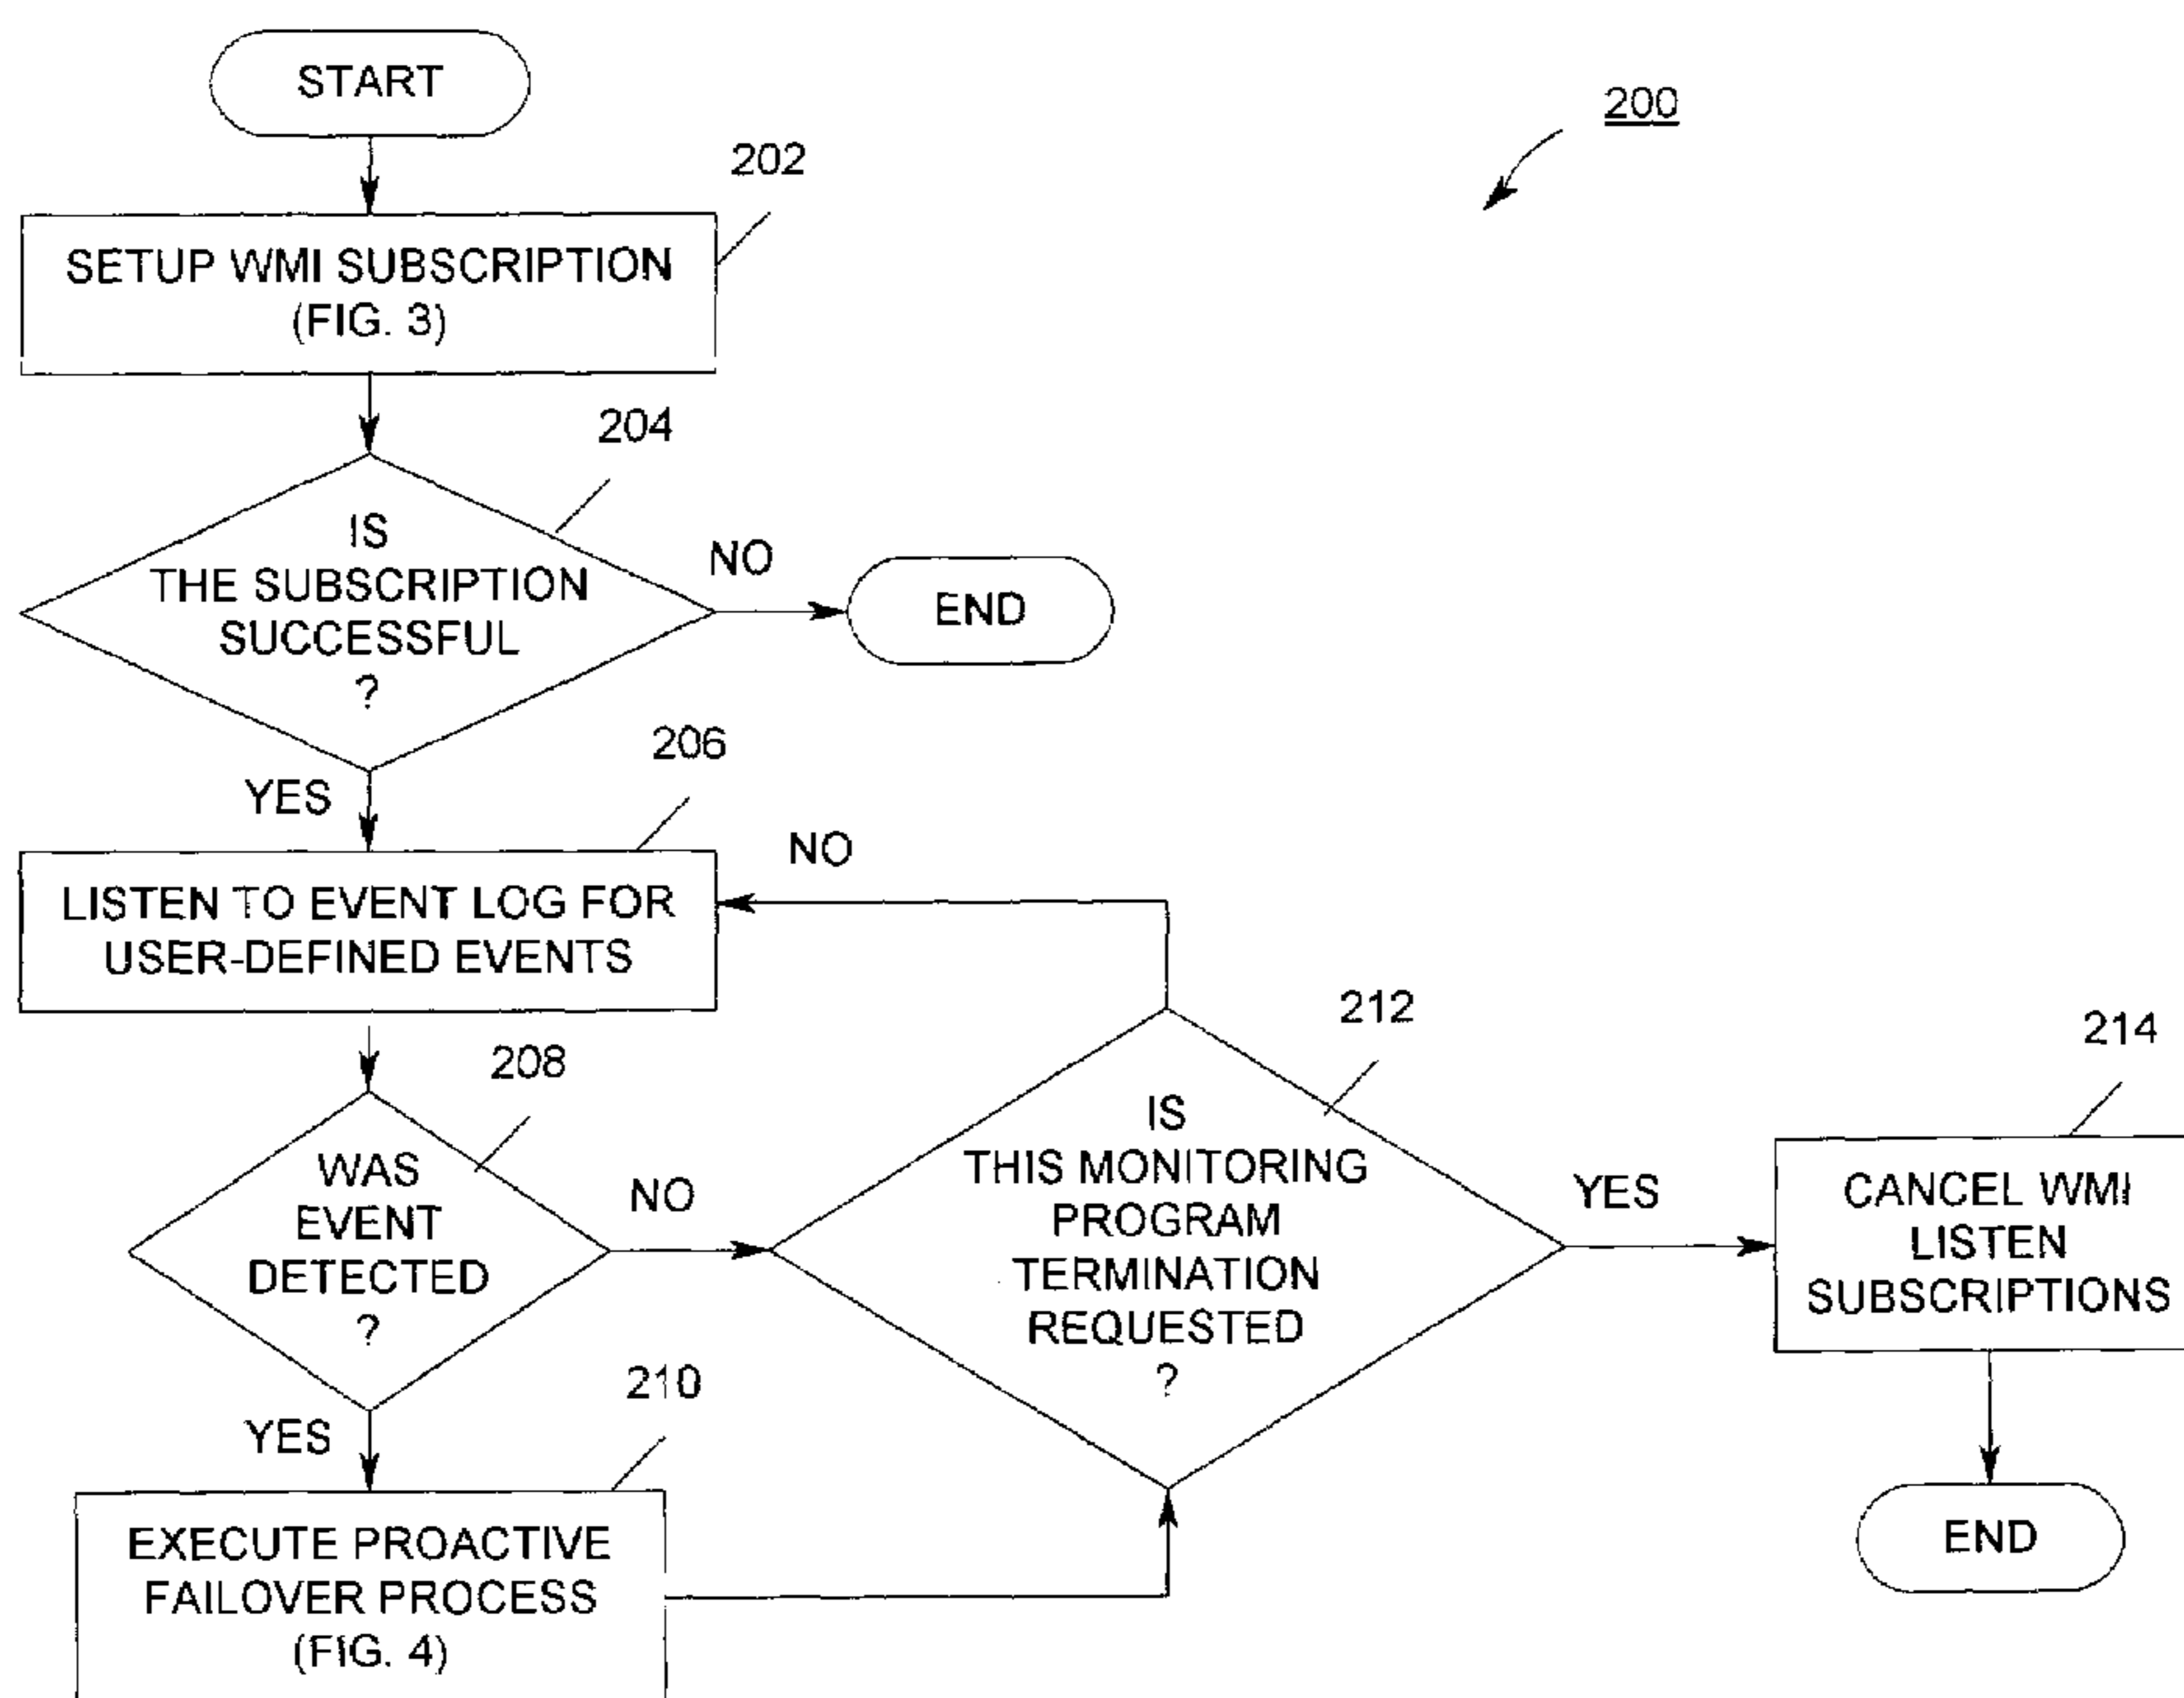 START
200
202
SETUP WMI SUBSCRIPTION
(FIG. 3)
204
IS
THE SUBSCRIPTION
SUCCESSFUL
?
NO
END
YES
206
LISTEN TO EVENT LOG FOR
USER-DEFINED EVENTS
NO
208
WAS
EVENT
DETECTED
?
NO
212
IS
THIS MONITORING
PROGRAM
TERMINATION
REQUESTED
?
YES
214
CANCEL WMI
LISTEN
SUBSCRIPTIONS
END
YES
210
EXECUTE PROACTIVE
FAILOVER PROCESS
(FIG. 4)